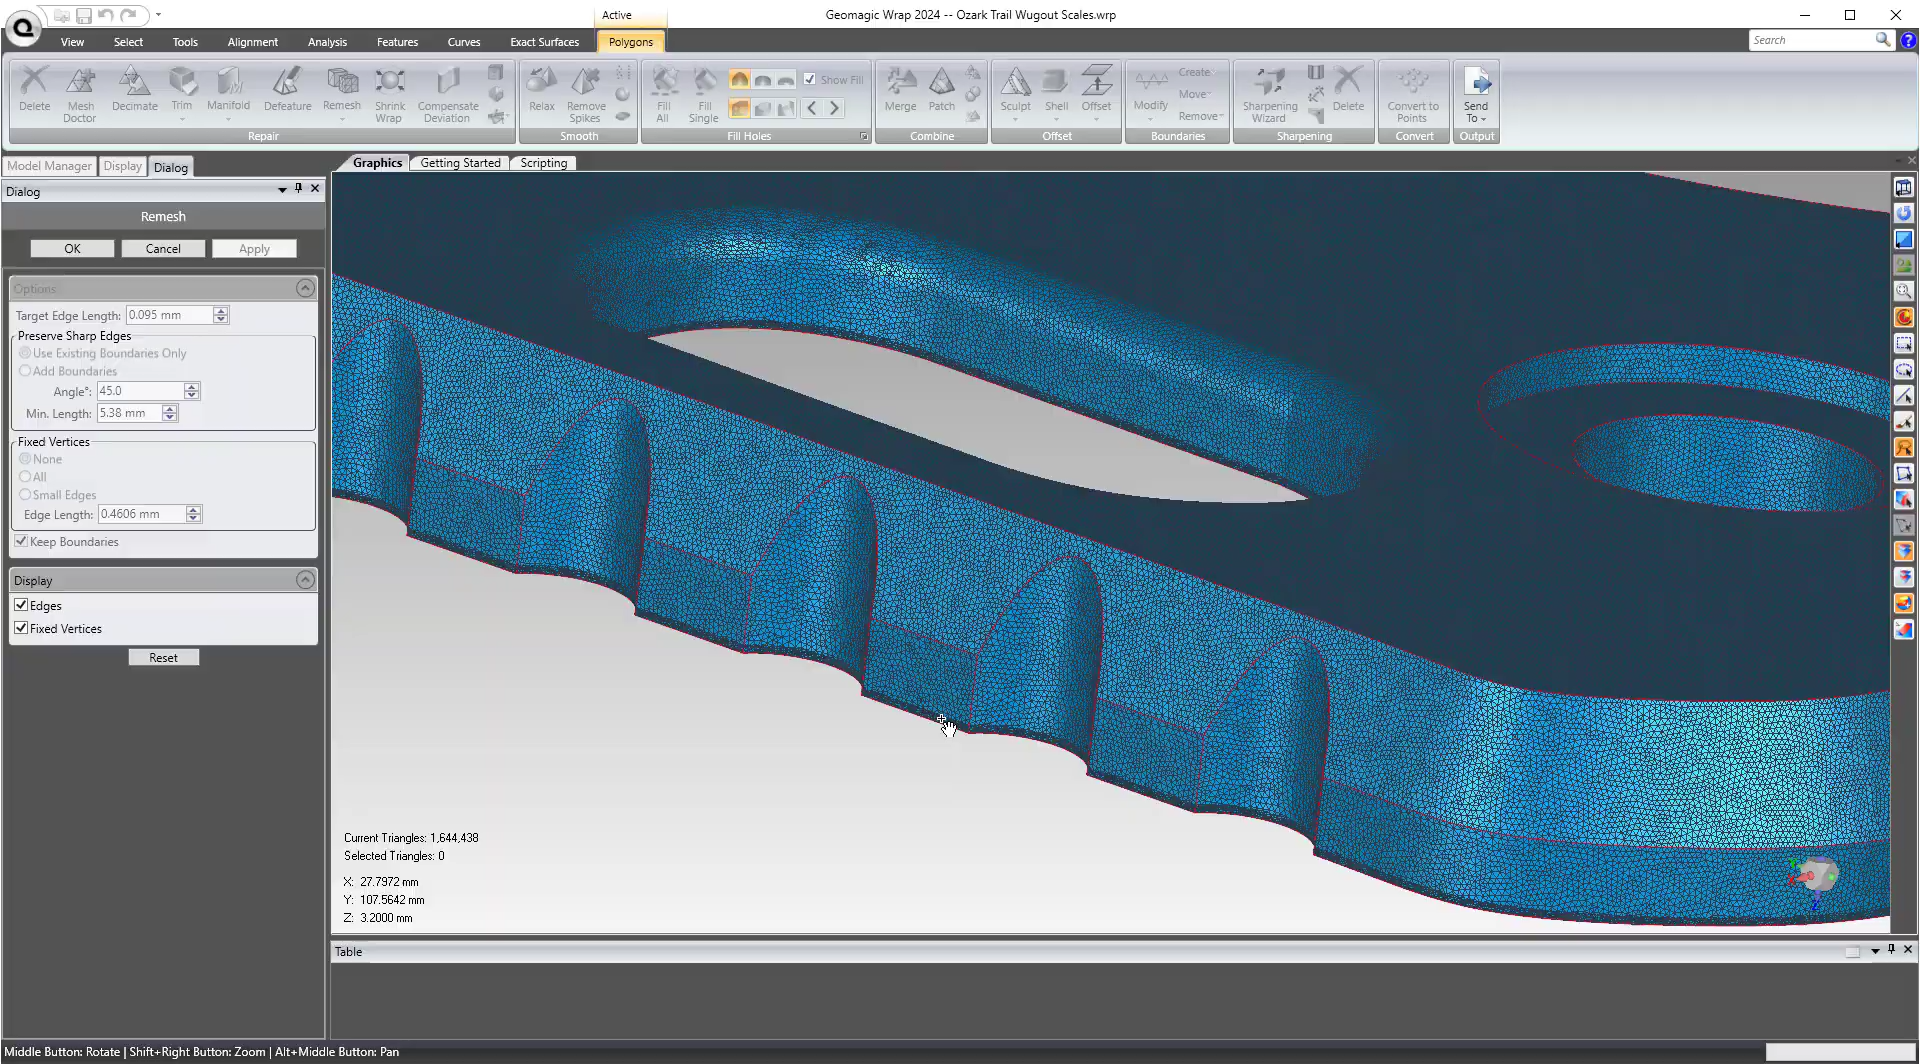 Active
Geomagic Wrap 2024 -- Ozark Trail Wugout Scales.wrp
View Select Tools Alignment Analysis Features Curves Exact Surfaces Polygons
Search
Delete Mesh Doctor Decimate Trim Manifold Defeature Remesh Shrink Wrap Compensate Deviation
Relax Remove Spikes
Fill All Fill Single Show Fill
Merge Patch
Sculpt Shell Offset
Modify Create Move Remove
Sharpening Wizard Delete
Convert to Points
Send To
Repair Smooth Fill Holes Combine Offset Boundaries Sharpening Convert Output
Model Manager Display Dialog
Graphics Getting Started Scripting
Dialog
Remesh
OK Cancel Apply
Options
Target Edge Length: 0.095 mm
Preserve Sharp Edges
Use Existing Boundaries Only
Add Boundaries
Angle°: 45.0
Min. Length: 5.38 mm
Fixed Vertices
None
All
Small Edges
Edge Length: 0.4606 mm
Keep Boundaries
Display
Edges
Fixed Vertices
Reset
Current Triangles: 1,644,438
Selected Triangles: 0
X: 27.7972 mm
Y: 107.5642 mm
Z: 3.2000 mm
Table
Middle Button: Rotate | Shift+Right Button: Zoom | Alt+Middle Button: Pan